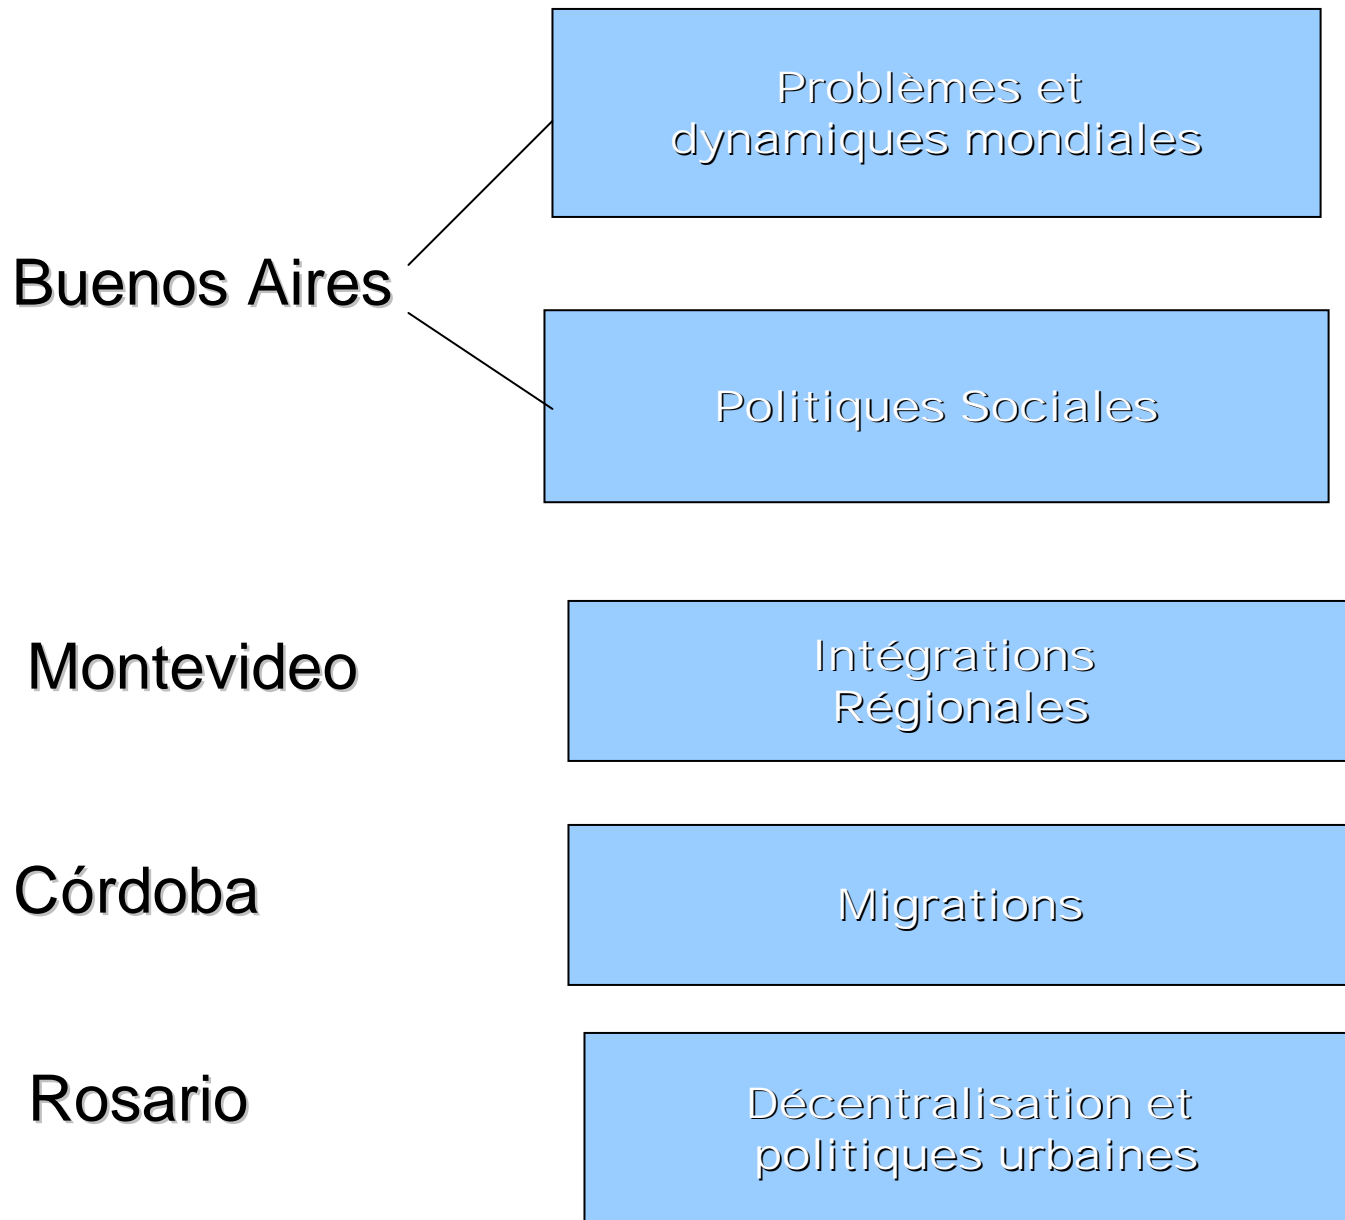 Problèmes et
dynamiques mondiales
Buenos Aires
Politiques Sociales
Montevideo
Intégrations
Régionales
Córdoba
Migrations
Rosario
Décentralisation et
politiques urbaines